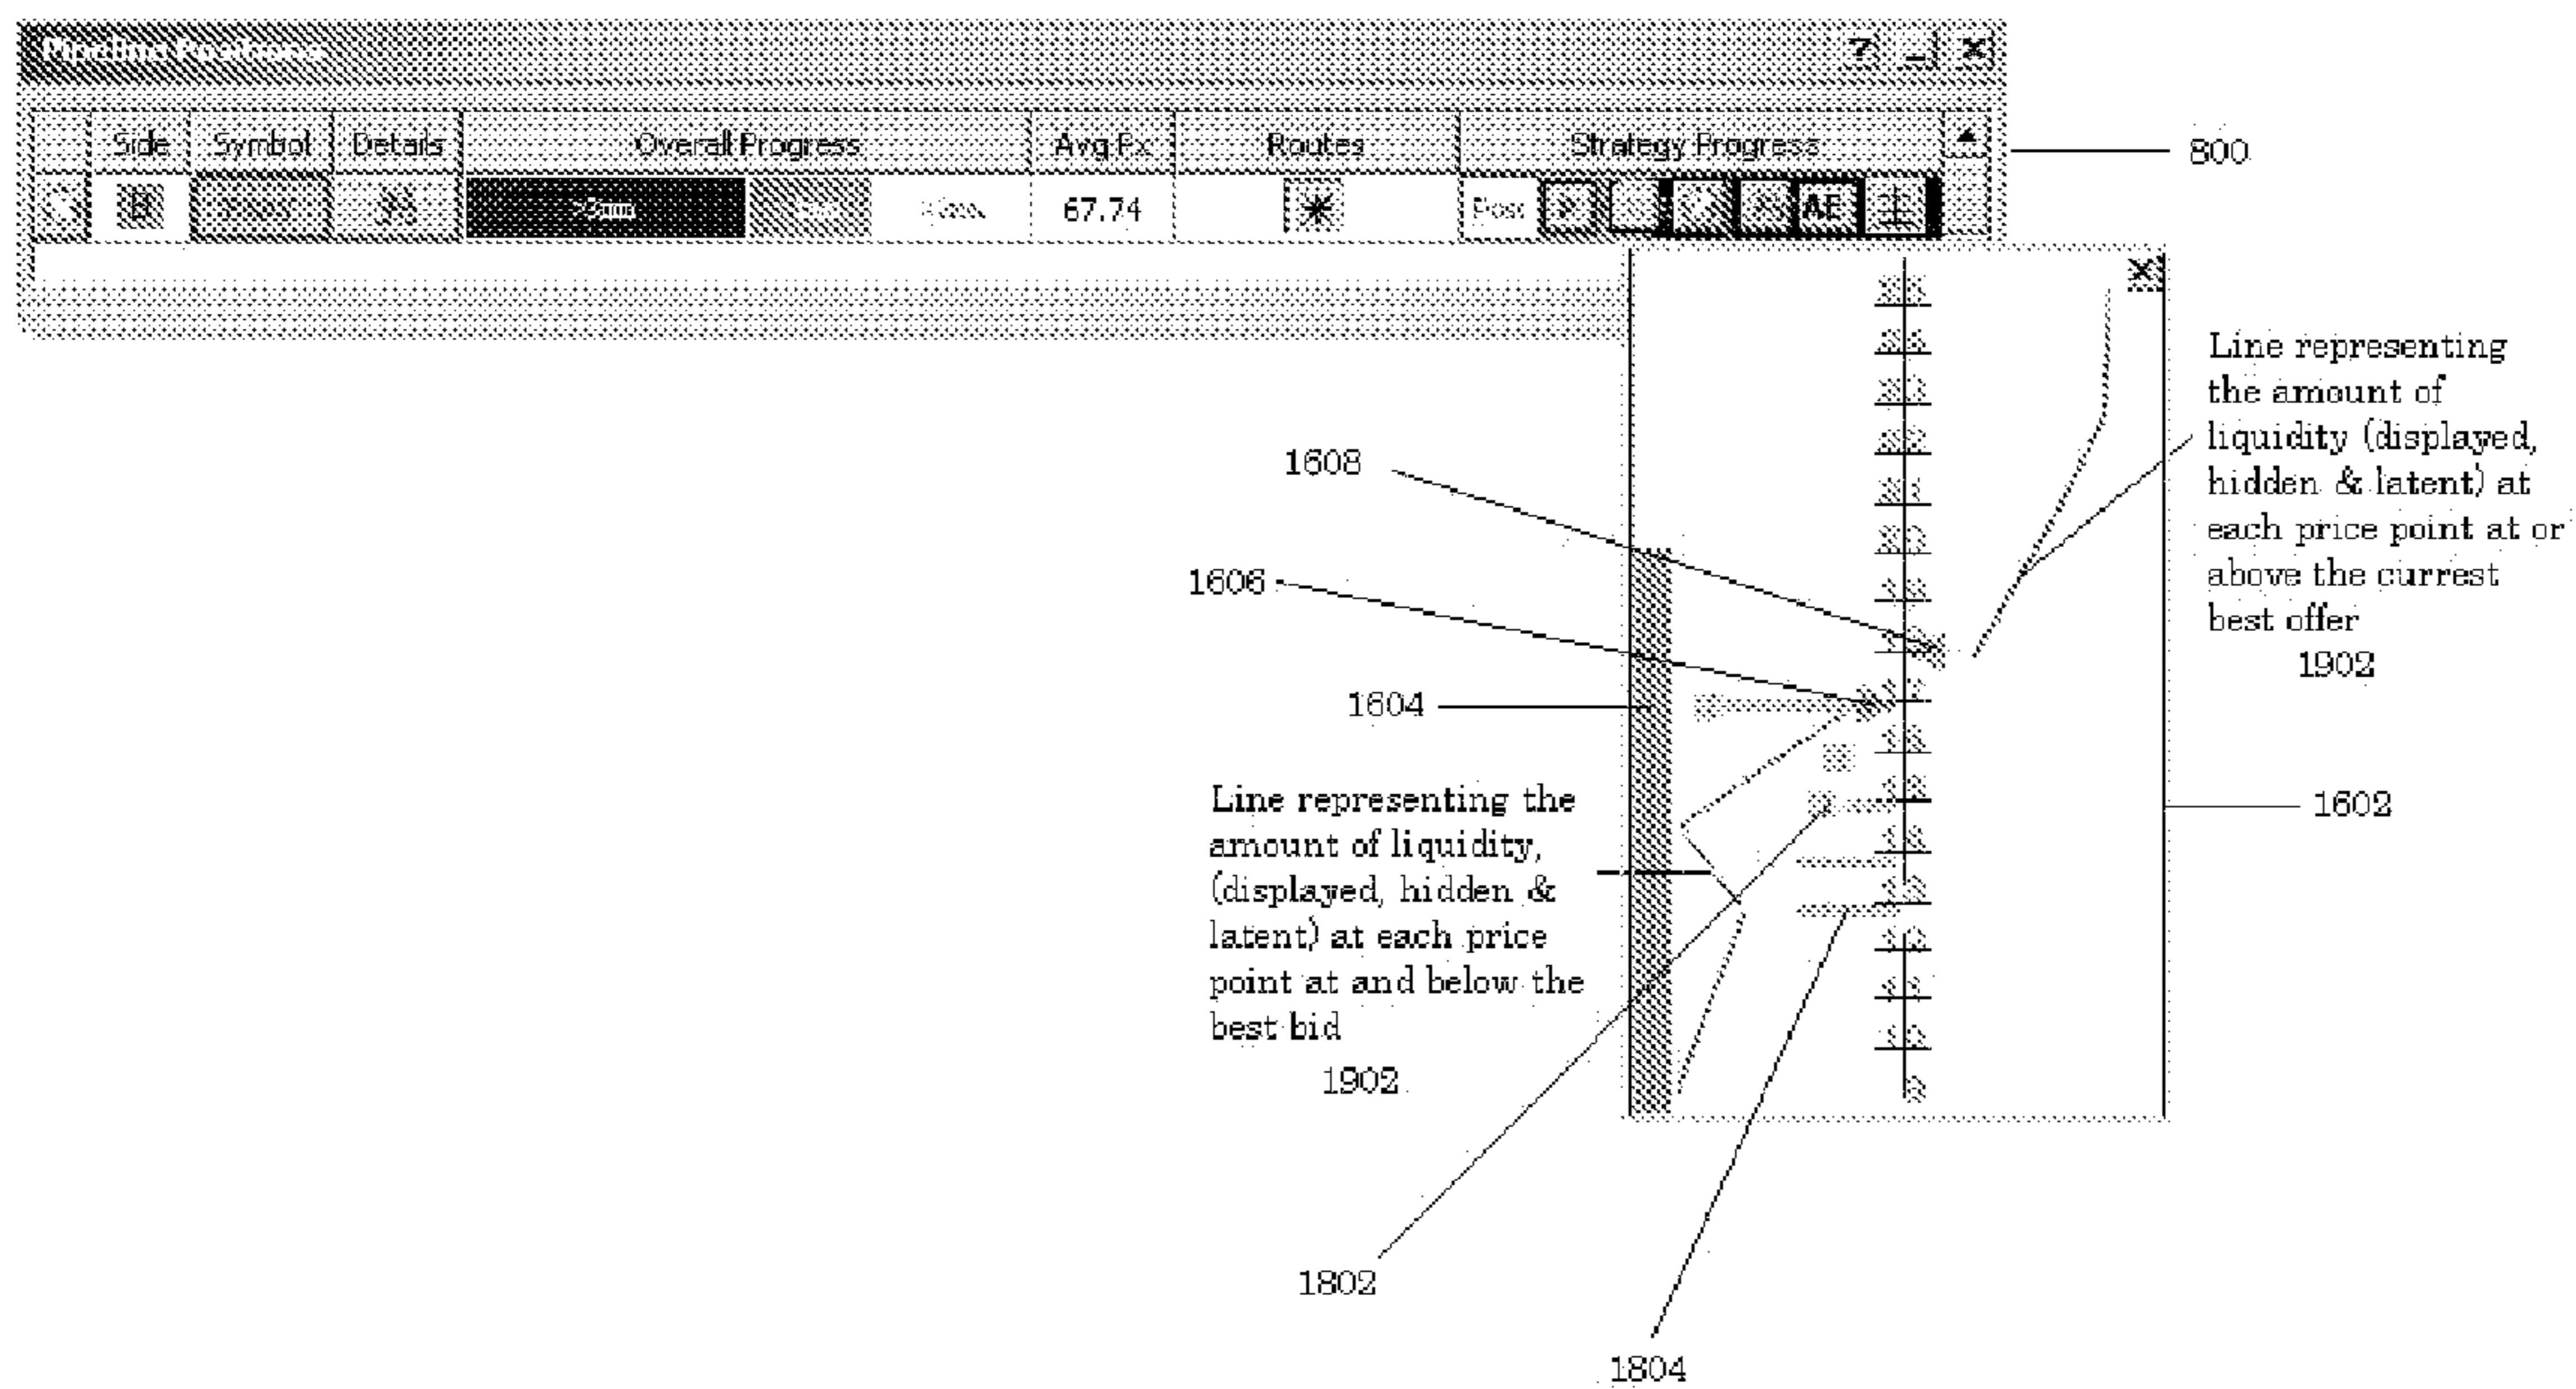 Pipeline Positions
Side Symbol Details Overall Progress Avg Px Routes Strategy Progress
800
B 67.74 Post AE
Line representing
the amount of
liquidity (displayed,
hidden & latent) at
each price point at or
above the currest
best offer
1902
1608
1606
1604
1602
Line representing the
amount of liquidity,
(displayed, hidden &
latent) at each price
point at and below the
best bid
1902
1802
1804